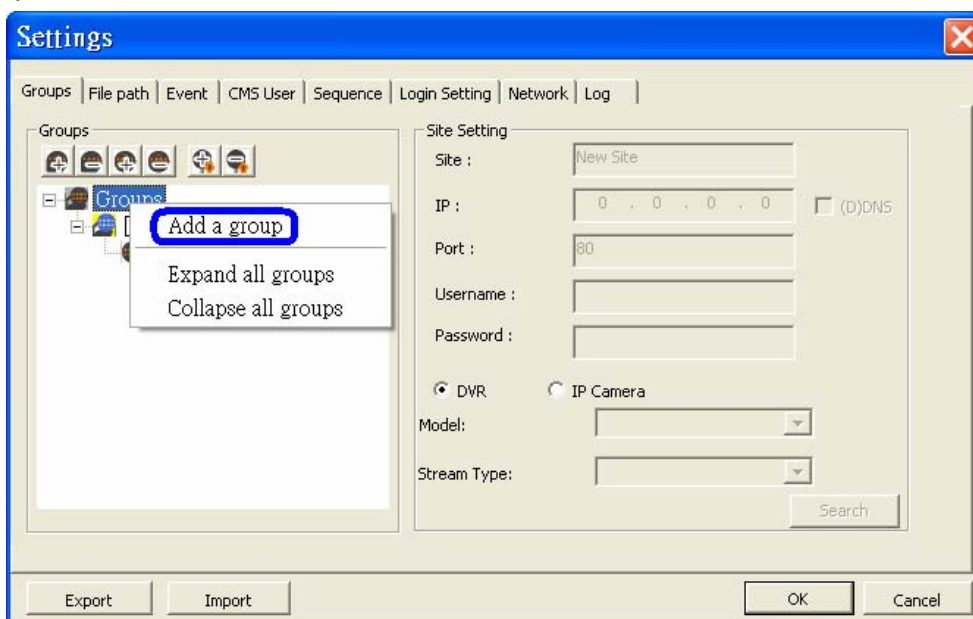 Settings
Groups File path Event CMS User Sequence Login Setting Network Log
Groups
Groups
Add a group
Expand all groups
Collapse all groups
Site Setting
Site : New Site
IP : 0 . 0 . 0 . 0 (D)DNS
Port : 80
Username :
Password :
DVR IP Camera
Model:
Stream Type:
Search
Export Import OK Cancel